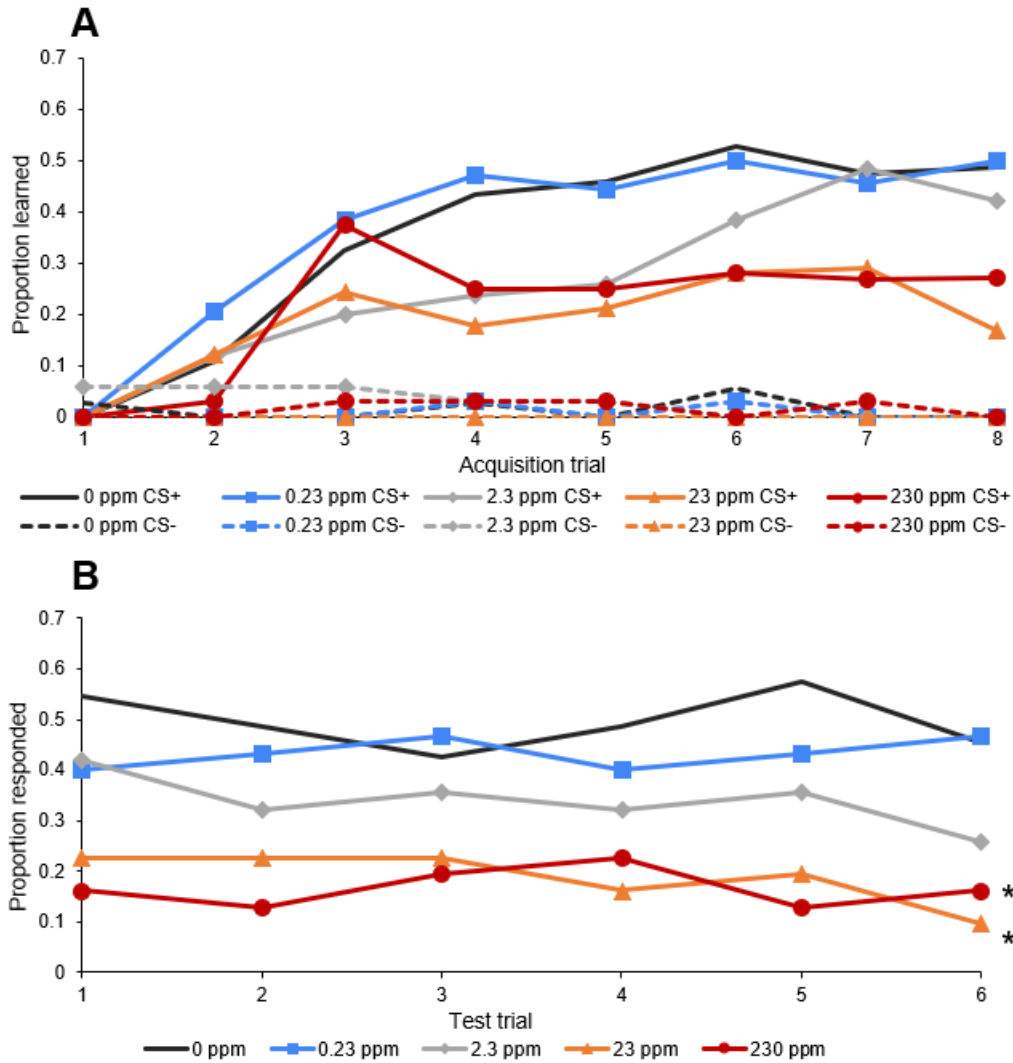 A
Proportion learned
0.7
0.6
0.5
0.4
0.3
0.2
0.1
0
1 2 3 4 5 6 7 8
Acquisition trial
0 ppm CS+ 0.23 ppm CS+ 2.3 ppm CS+ 23 ppm CS+ 230 ppm CS+
0 ppm CS- 0.23 ppm CS- 2.3 ppm CS- 23 ppm CS- 230 ppm CS-
B
Proportion responded
0.7
0.6
0.5
0.4
0.3
0.2
0.1
0
*
*
1 2 3 4 5 6
Test trial
0 ppm 0.23 ppm 2.3 ppm 23 ppm 230 ppm